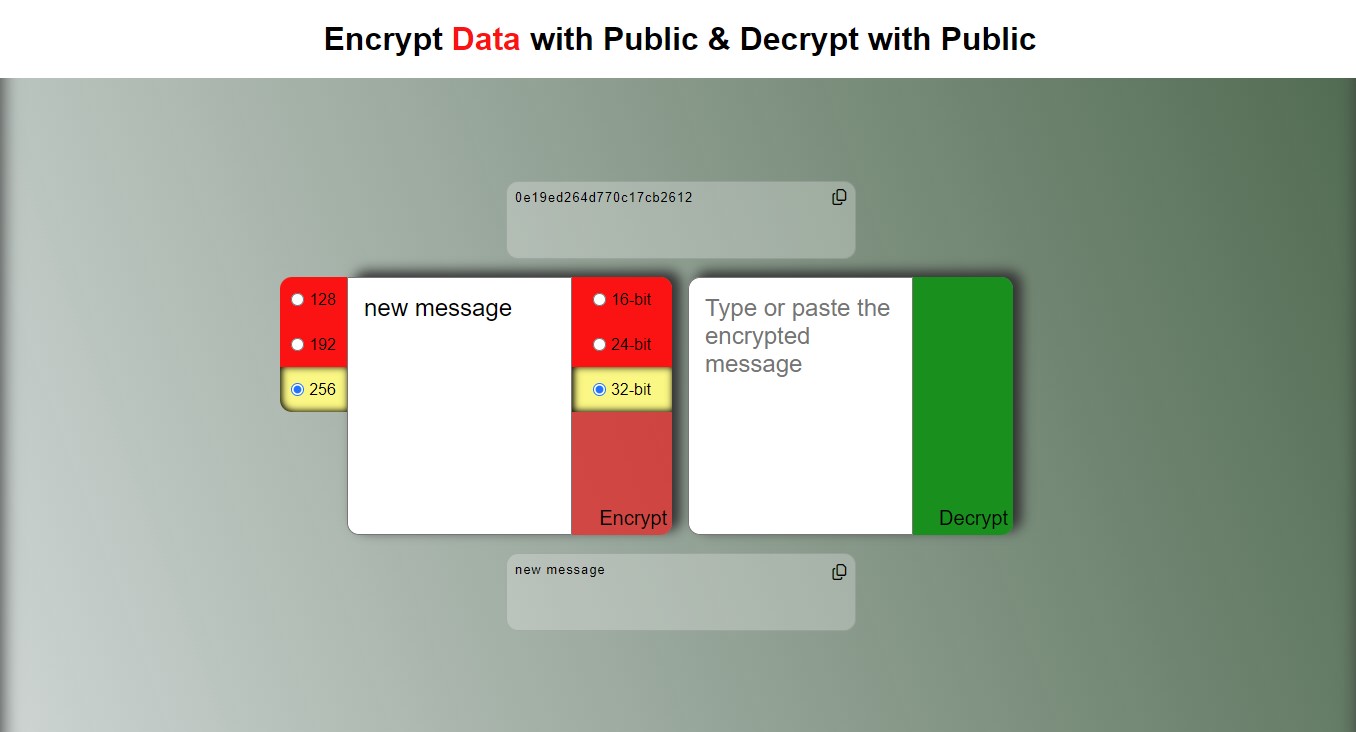 Encrypt Data with Public & Decrypt with Public
0e19ed264d770c17cb2612
128
192
256
new message
16-bit
24-bit
32-bit
Encrypt
Type or paste the
encrypted
message
Decrypt
new message